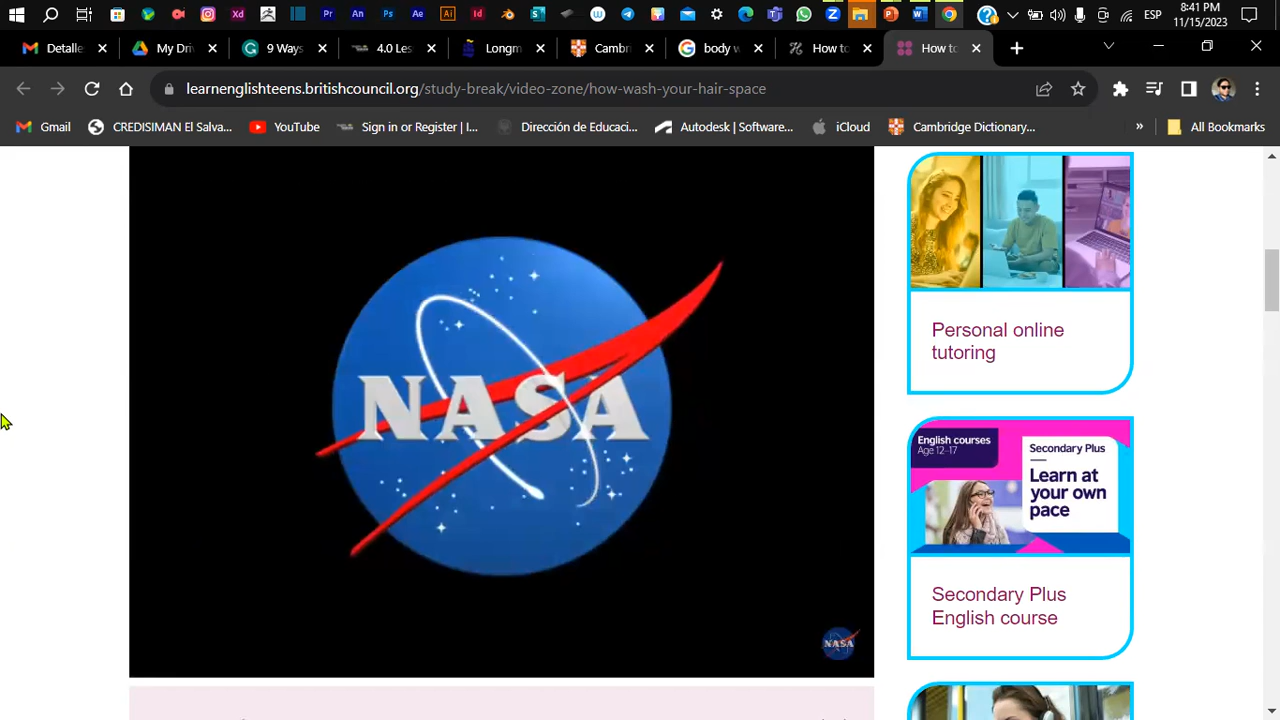 ESP
8:41 PM
11/15/2023
Detalle
My Driv
9 Ways
4.0 Les
Longm
Cambri
body w
How to
How to
learnenglishteens.britishcouncil.org/study-break/video-zone/how-wash-your-hair-space
Gmail
CREDISIMAN El Salva...
YouTube
Sign in or Register | I...
Dirección de Educaci...
Autodesk | Software...
iCloud
Cambridge Dictionary...
»
All Bookmarks
NASA
NASA
Personal online
tutoring
English courses
Age 12-17
Secondary Plus
Learn at
your own
pace
Secondary Plus
English course